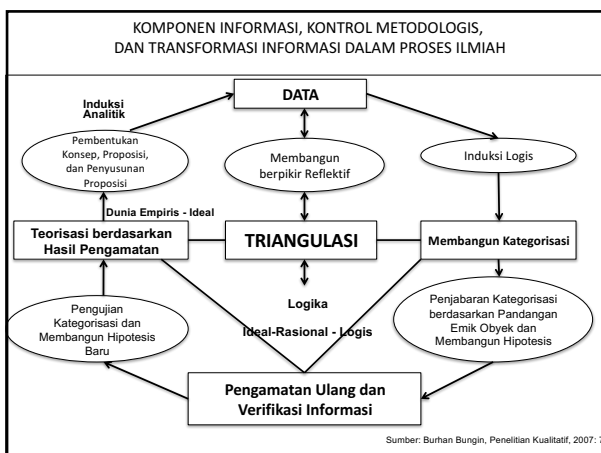 KOMPONEN INFORMASI, KONTROL METODOLOGIS,
DAN TRANSFORMASI INFORMASI DALAM PROSES ILMIAH
Induksi
Analitik
DATA
Pembentukan
Konsep, Proposisi,
dan Penyusunan
Proposisi
Membangun
berpikir Reflektif
Induksi Logis
Dunia Empiris - Ideal
Teorisasi berdasarkan
Hasil Pengamatan
TRIANGULASI
Membangun Kategorisasi
Pengujian
Kategorisasi dan
Membangun Hipotesis
Baru
Logika
Ideal-Rasional - Logis
Penjabaran Kategorisasi
berdasarkan Pandangan
Emik Obyek dan
Membangun Hipotesis
Pengamatan Ulang dan
Verifikasi Informasi
Sumber: Burhan Bungin, Penelitian Kualitatif, 2007: 7